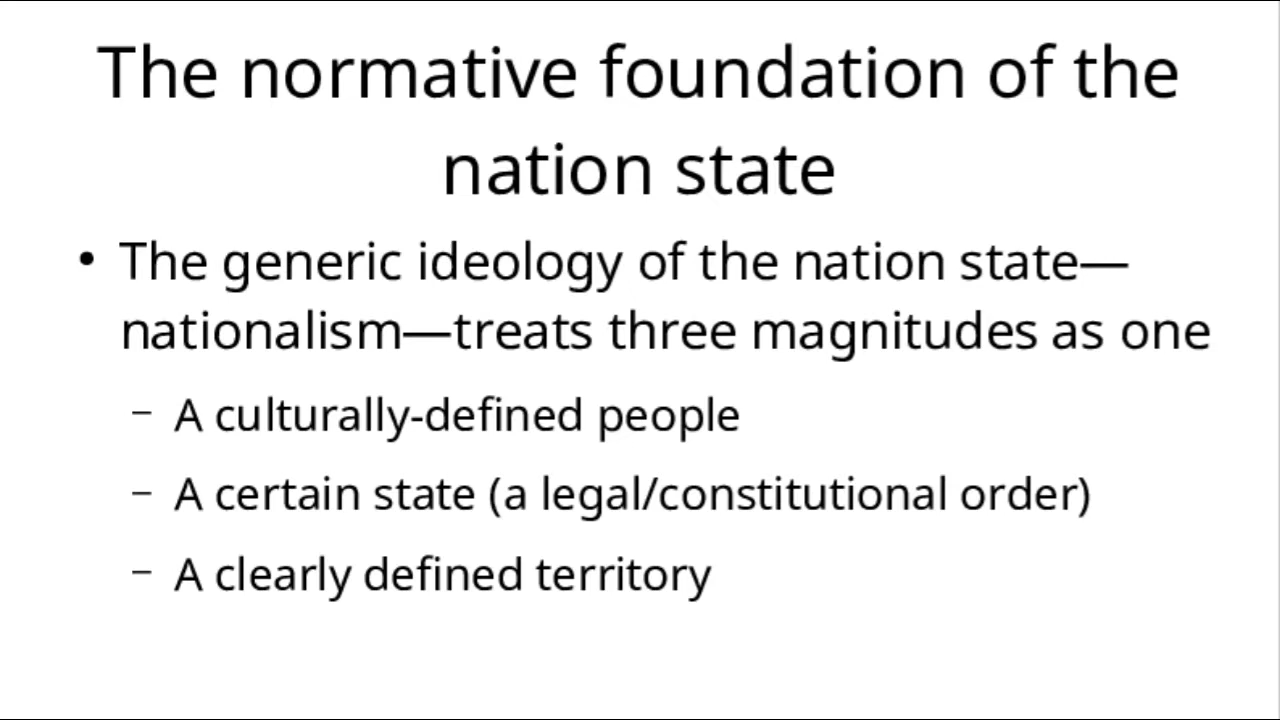 The normative foundation of the
nation state
• The generic ideology of the nation state—
nationalism—treats three magnitudes as one
– A culturally-defined people
– A certain state (a legal/constitutional order)
– A clearly defined territory